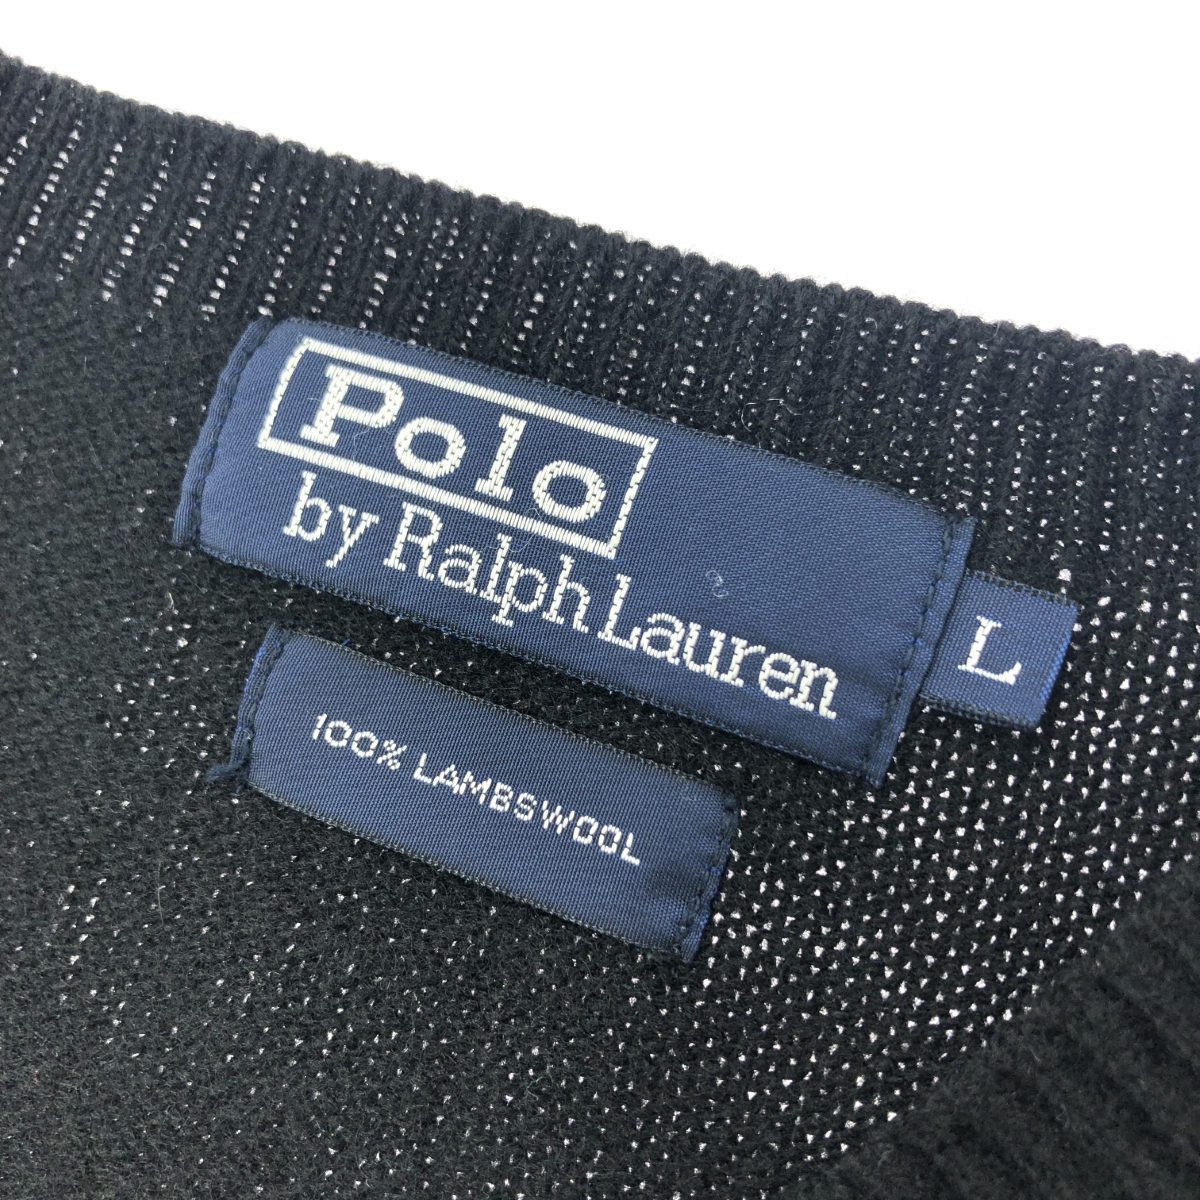 Polo
by Ralph Lauren
L
100% LAMBSWOOL